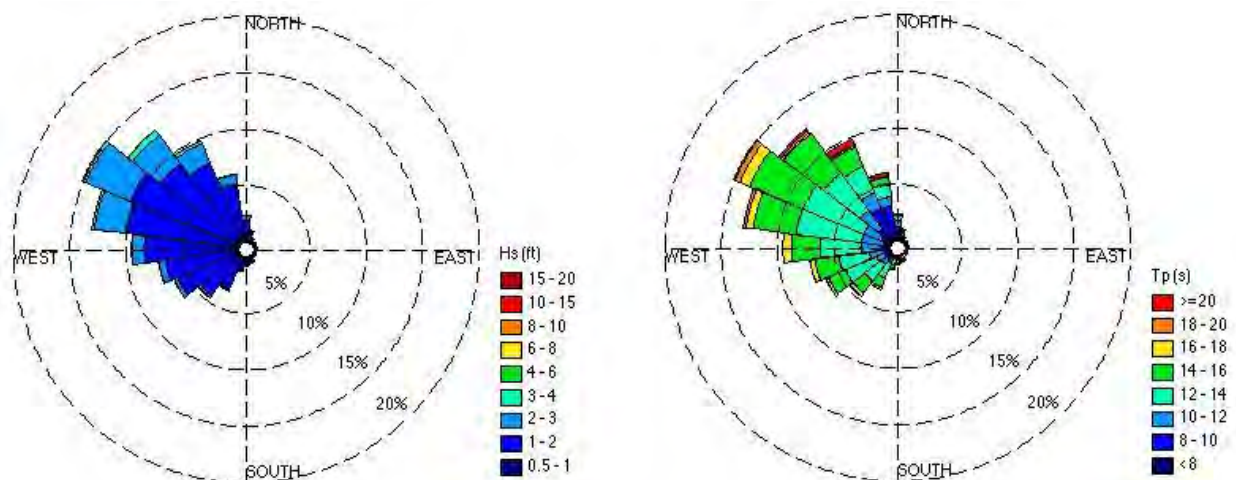 NORTH
WEST
EAST
SOUTH
5%
10%
15%
20%
Hs(ft)
15-20
10-15
8-10
6-8
4-6
3-4
2-3
1-2
0.5-1
NORTH
WEST
EAST
SOUTH
5%
10%
15%
20%
Tp(s)
>=20
18-20
16-18
14-16
12-14
10-12
8-10
<8